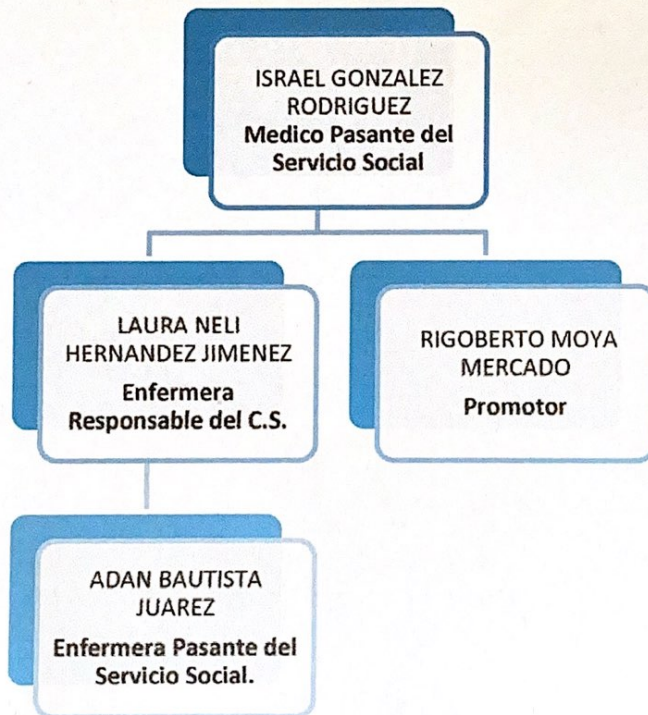 ISRAEL GONZALEZ
RODRIGUEZ
Medico Pasante del
Servicio Social
LAURA NELI
HERNANDEZ JIMENEZ
Enfermera
Responsable del C.S.
RIGOBERTO MOYA
MERCADO
Promotor
ADAN BAUTISTA
JUAREZ
Enfermera Pasante del
Servicio Social.